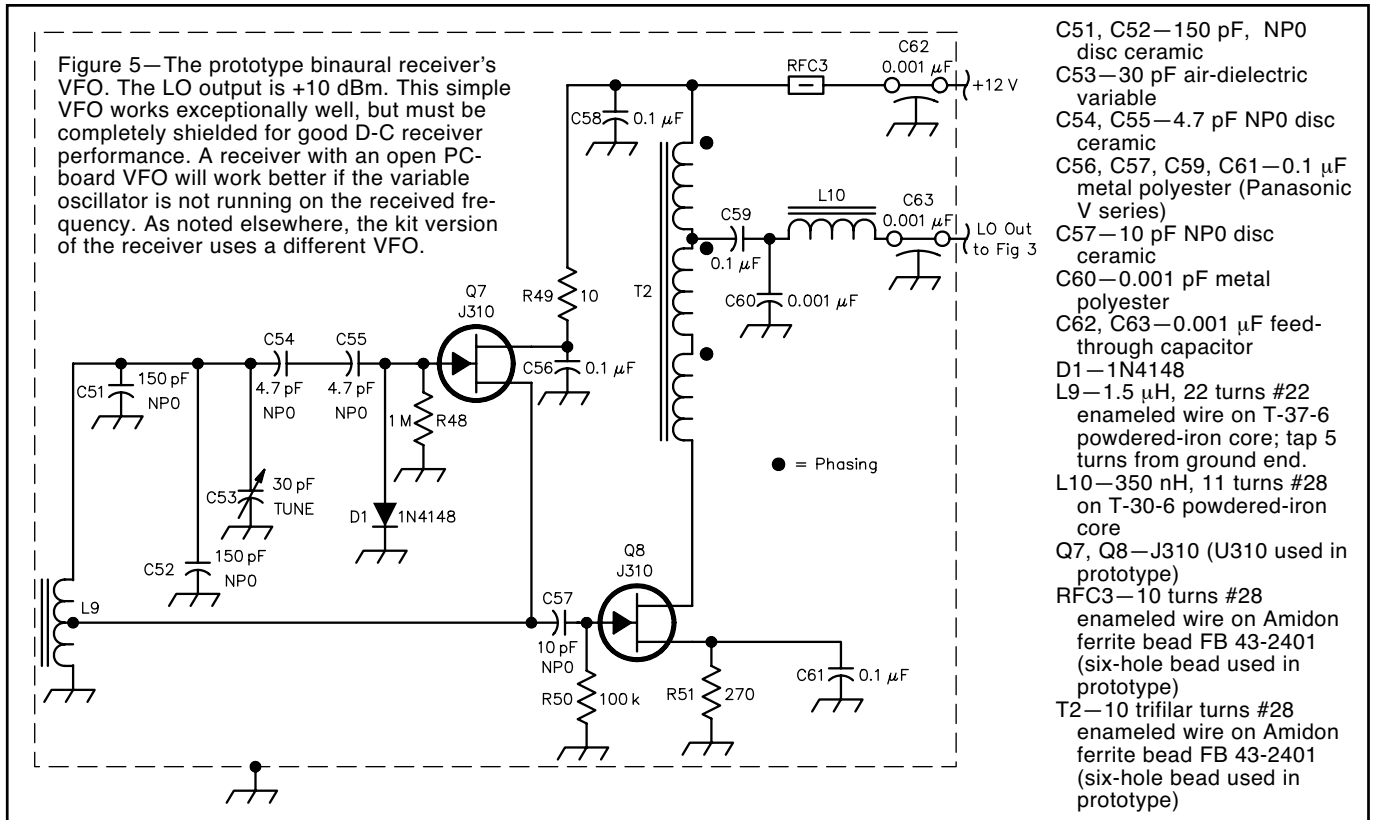 Figure 5—The prototype binaural receiver's
VFO. The LO output is +10 dBm. This simple
VFO works exceptionally well, but must be
completely shielded for good D-C receiver
performance. A receiver with an open PC-
board VFO will work better if the variable
oscillator is not running on the received fre-
quency. As noted elsewhere, the kit version
of the receiver uses a different VFO.
C62
0.001 µF
RFC3
+12 V
C58
0.1 µF
L10
C63
0.001 µF
C59
0.1 µF
LO Out
to Fig 3
T2
C60
0.001 µF
R49
10
Q7
J310
C56
0.1 µF
C54
4.7 pF
NP0
C55
4.7 pF
NP0
C51
150 pF
NP0
1 M
R48
C53
30 pF
TUNE
D1
1N4148
● = Phasing
C52
150 pF
NP0
Q8
J310
L9
C57
10 pF
NP0
R50
100 k
R51
270
C61
0.1 µF
C51, C52—150 pF, NP0
disc ceramic
C53—30 pF air-dielectric
variable
C54, C55—4.7 pF NP0 disc
ceramic
C56, C57, C59, C61—0.1 µF
metal polyester (Panasonic
V series)
C57—10 pF NP0 disc
ceramic
C60—0.001 pF metal
polyester
C62, C63—0.001 µF feed-
through capacitor
D1—1N4148
L9—1.5 µH, 22 turns #22
enameled wire on T-37-6
powdered-iron core; tap 5
turns from ground end.
L10—350 nH, 11 turns #28
on T-30-6 powdered-iron
core
Q7, Q8—J310 (U310 used in
prototype)
RFC3—10 turns #28
enameled wire on Amidon
ferrite bead FB 43-2401
(six-hole bead used in
prototype)
T2—10 trifilar turns #28
enameled wire on Amidon
ferrite bead FB 43-2401
(six-hole bead used in
prototype)